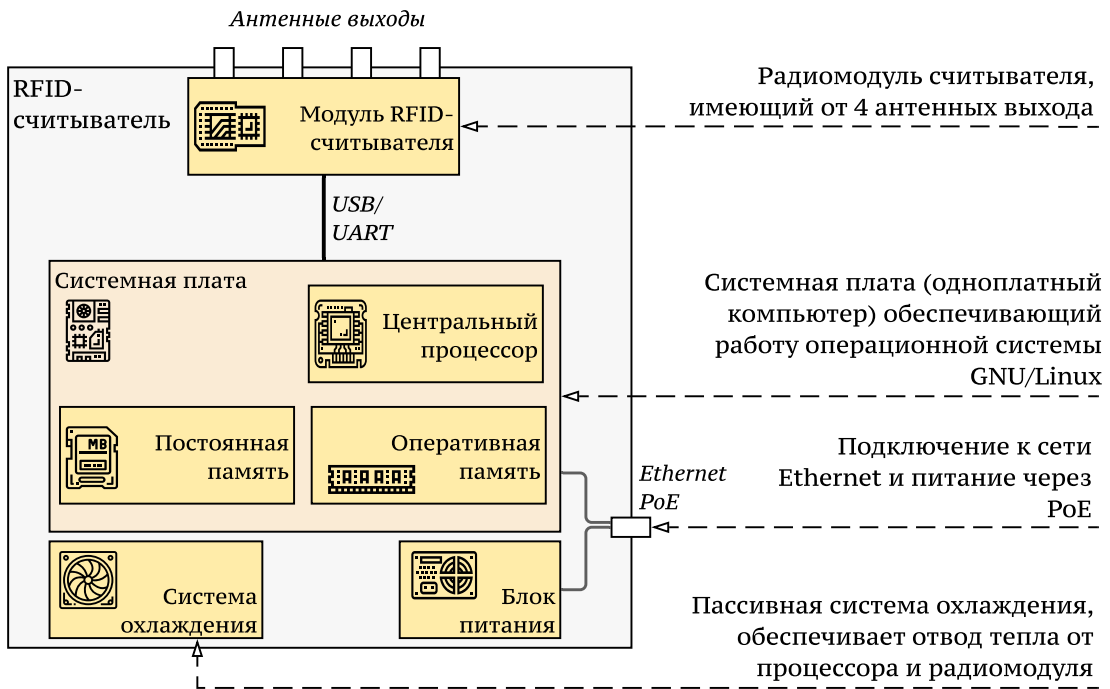 Антенные выходы
RFID-
считыватель
Модуль RFID-
считывателя
Радиомодуль считывателя,
имеющий от 4 антенных выхода
USB/
UART
Системная плата
Центральный
процессор
Системная плата (одноплатный
компьютер) обеспечивающий
работу операционной системы
GNU/Linux
MB
Постоянная
память
Оперативная
память
Ethernet
PoE
Подключение к сети
Ethernet и питание через
PoE
Система
охлаждения
Блок
питания
Пассивная система охлаждения,
обеспечивает отвод тепла от
процессора и радиомодуля